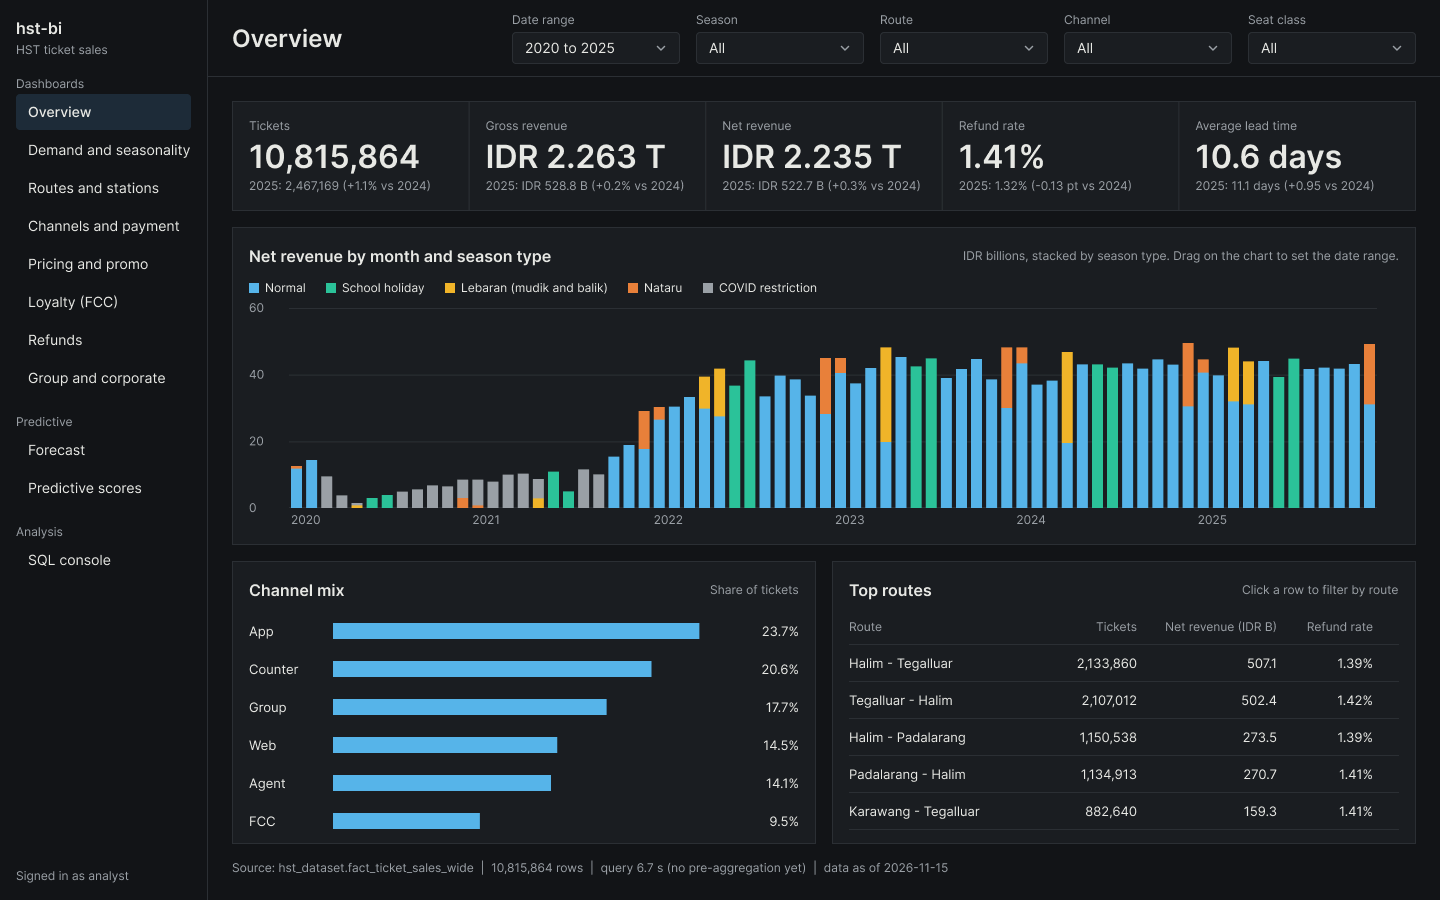 hst-bi
HST ticket sales
Dashboards
Overview
Demand and seasonality
Routes and stations
Channels and payment
Pricing and promo
Loyalty (FCC)
Refunds
Group and corporate
Predictive
Forecast
Predictive scores
Analysis
SQL console
Signed in as analyst
Overview
Date range
2020 to 2025
Season
All
Route
All
Channel
All
Seat class
All
Tickets
10,815,864
2025: 2,467,169 (+1.1% vs 2024)
Gross revenue
IDR 2.263 T
2025: IDR 528.8 B (+0.2% vs 2024)
Net revenue
IDR 2.235 T
2025: IDR 522.7 B (+0.3% vs 2024)
Refund rate
1.41%
2025: 1.32% (-0.13 pt vs 2024)
Average lead time
10.6 days
2025: 11.1 days (+0.95 vs 2024)
Net revenue by month and season type
IDR billions, stacked by season type. Drag on the chart to set the date range.
Normal School holiday Lebaran (mudik and balik) Nataru COVID restriction
60
40
20
0
2020 2021 2022 2023 2024 2025
Channel mix
Share of tickets
App 23.7%
Counter 20.6%
Group 17.7%
Web 14.5%
Agent 14.1%
FCC 9.5%
Top routes
Click a row to filter by route
Route Tickets Net revenue (IDR B) Refund rate
Halim - Tegalluar 2,133,860 507.1 1.39%
Tegalluar - Halim 2,107,012 502.4 1.42%
Halim - Padalarang 1,150,538 273.5 1.39%
Padalarang - Halim 1,134,913 270.7 1.41%
Karawang - Tegalluar 882,640 159.3 1.41%
Source: hst_dataset.fact_ticket_sales_wide | 10,815,864 rows | query 6.7 s (no pre-aggregation yet) | data as of 2026-11-15